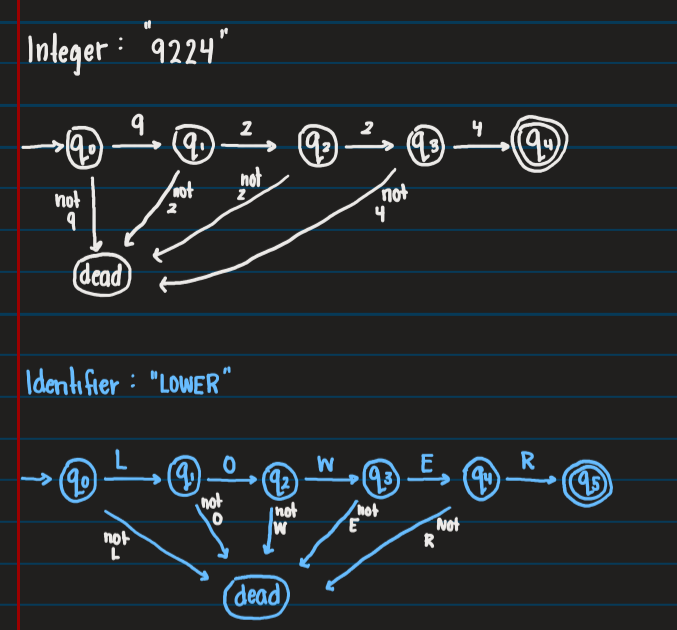 Integer: "9224"
9 2 2 4
q0 q1 q2 q3 q4
not 9
not 2
not 2
not 4
dead
Identifier: "LOWER"
L O W E R
q0 q1 q2 q3 q4 q5
not L
not O
not W
not E
Not R
dead